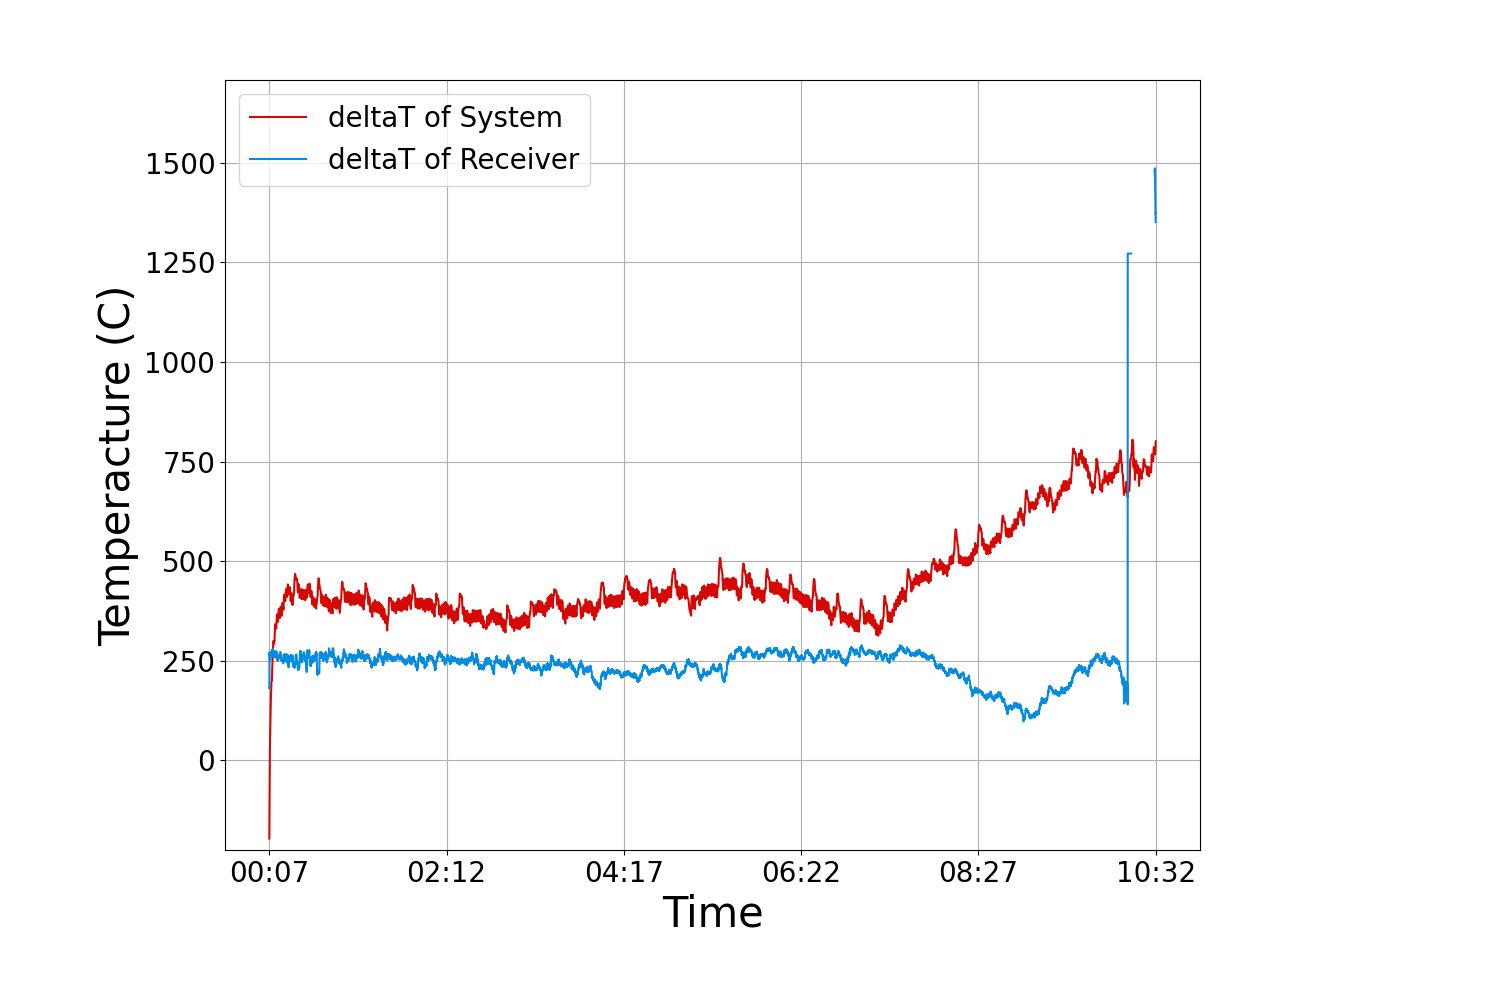 deltaT of System
deltaT of Receiver
1500
1250
1000
750
500
250
0
Temperacture (C)
00:07 02:12 04:17 06:22 08:27 10:32
Time